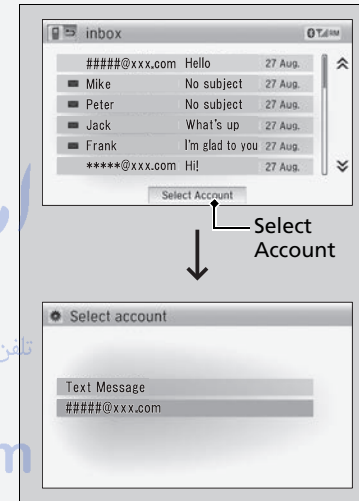 inbox
#####@xxx.com Hello 27 Aug.
Mike No subject 27 Aug.
Peter No subject 27 Aug.
Jack What's up 27 Aug.
Frank I'm glad to you 27 Aug.
*****@xxx.com Hi! 27 Aug.
Select Account
Select
Account
Select account
Text Message
#####@xxx.com
تلفن
m